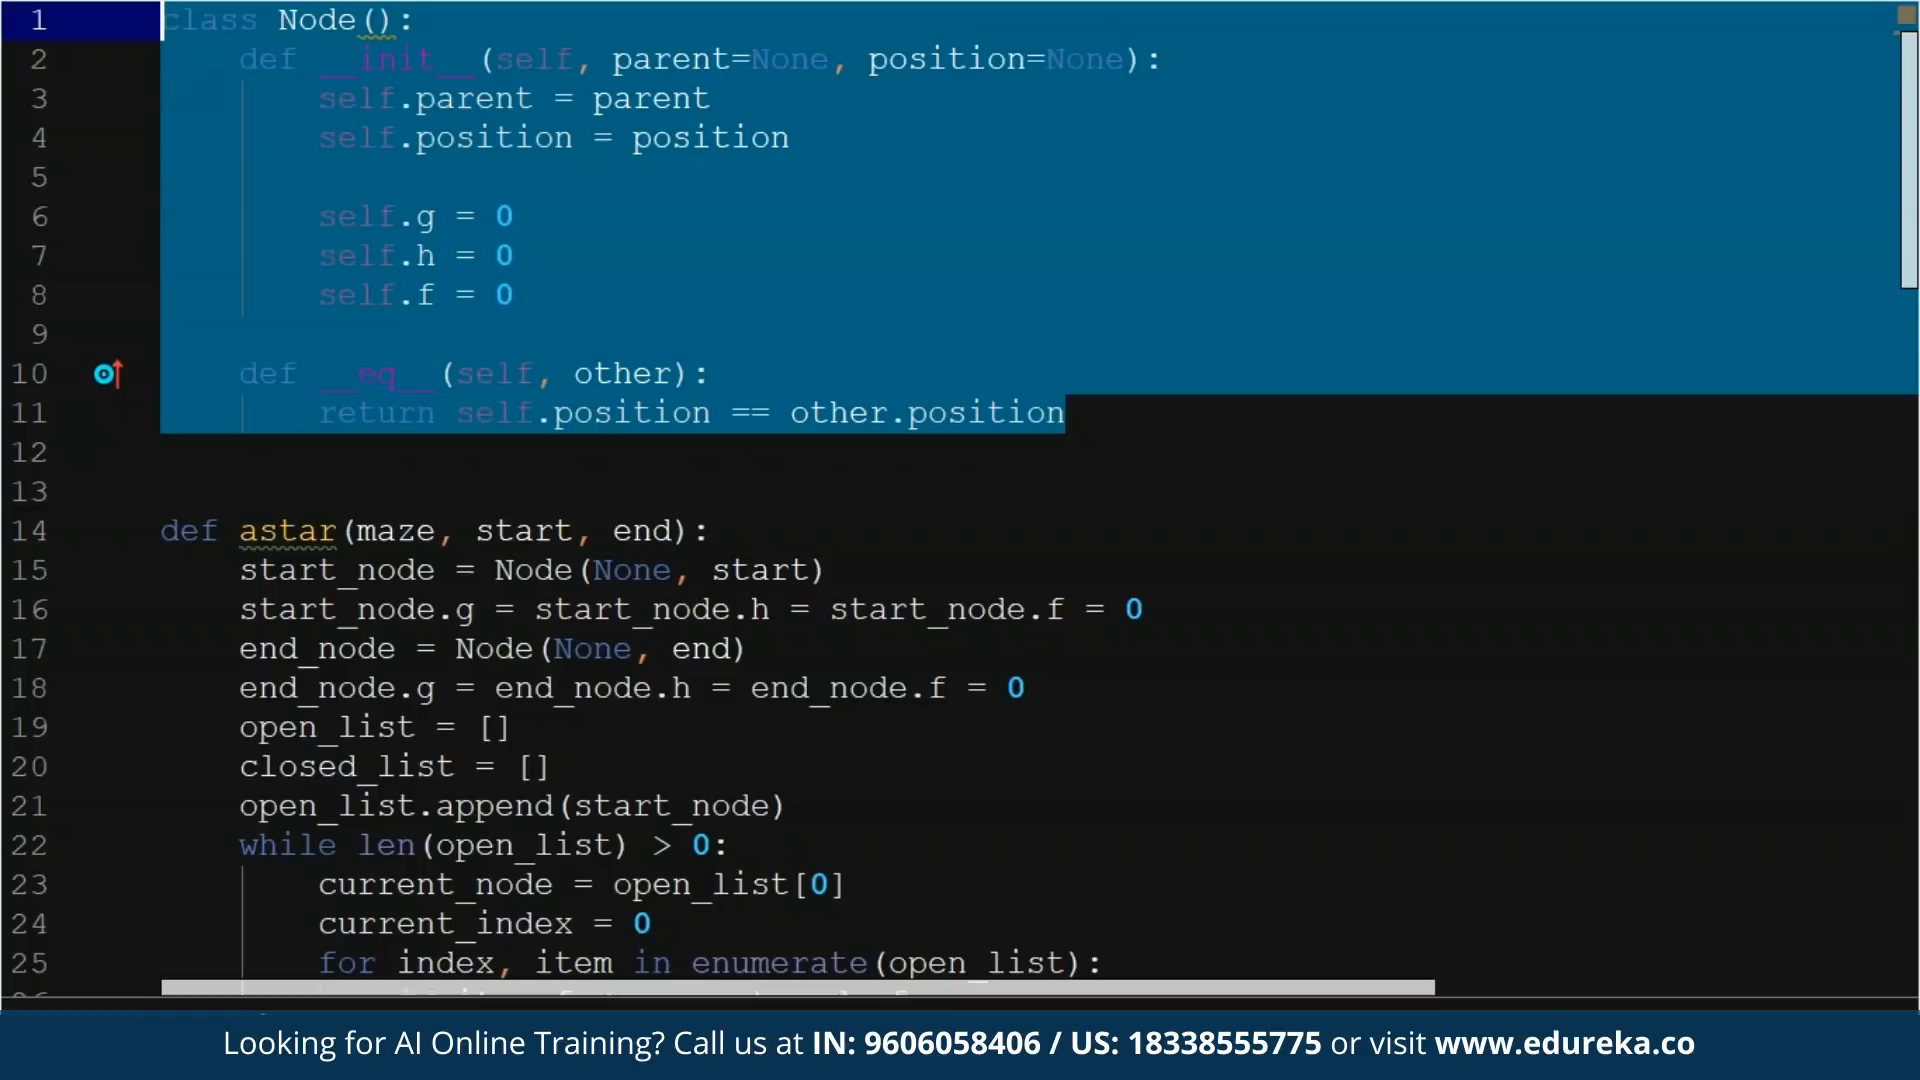 1 class Node():
2 def __init__(self, parent=None, position=None):
3 self.parent = parent
4 self.position = position
5
6 self.g = 0
7 self.h = 0
8 self.f = 0
9
10 def __eq__(self, other):
11 return self.position == other.position
12
13
14 def astar(maze, start, end):
15 start_node = Node(None, start)
16 start_node.g = start_node.h = start_node.f = 0
17 end_node = Node(None, end)
18 end_node.g = end_node.h = end_node.f = 0
19 open_list = []
20 closed_list = []
21 open_list.append(start_node)
22 while len(open_list) > 0:
23 current_node = open_list[0]
24 current_index = 0
25 for index, item in enumerate(open_list):
Looking for AI Online Training? Call us at IN: 9606058406 / US: 18338555775 or visit www.edureka.co